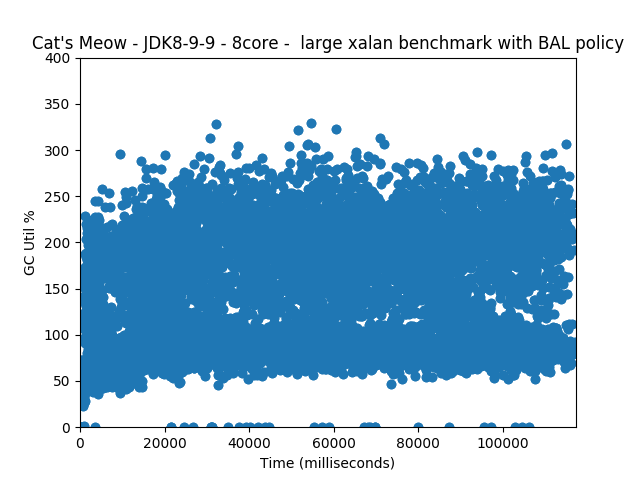 Cat's Meow - JDK8-9-9 - 8core -  large xalan benchmark with BAL policy
400
350
300
250
200
150
100
50
0
GC Util %
0 20000 40000 60000 80000 100000
Time (milliseconds)